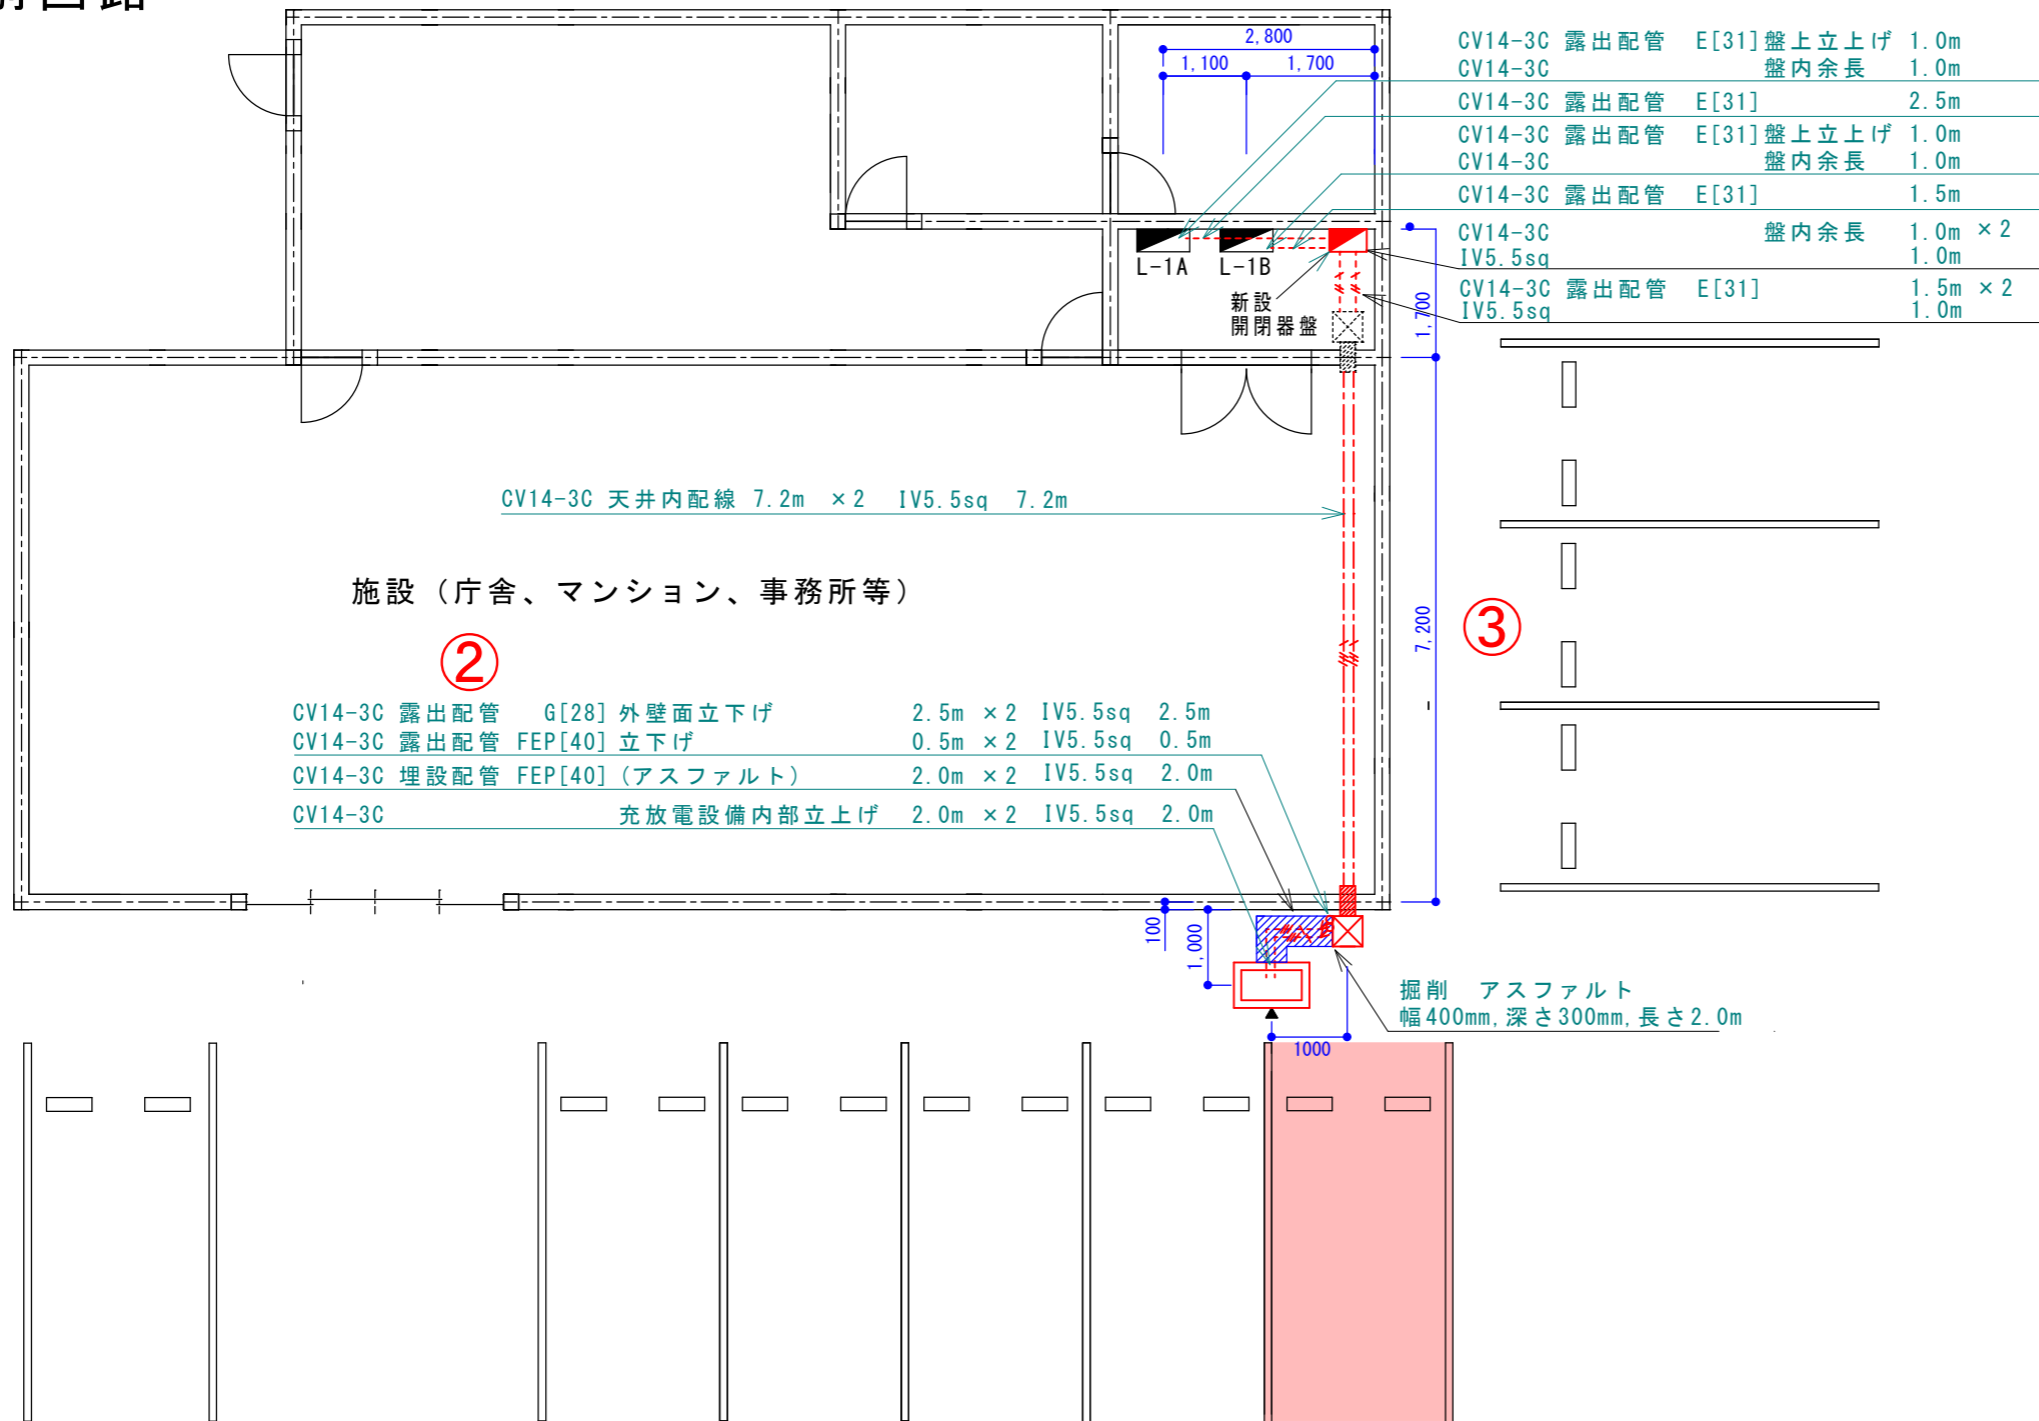 2,800
1,100 1,700
CV14-3C 露出配管 E[31]盤上立上げ 1.0m
CV14-3C 盤内余長 1.0m
CV14-3C 露出配管 E[31] 2.5m
CV14-3C 露出配管 E[31]盤上立上げ 1.0m
CV14-3C 盤内余長 1.0m
CV14-3C 露出配管 E[31] 1.5m
CV14-3C 盤内余長 1.0m ×2
IV5.5sq 1.0m
CV14-3C 露出配管 E[31] 1.5m ×2
IV5.5sq 1.0m
L-1A L-1B
新設
開閉器盤
1,700
CV14-3C 天井内配線 7.2m ×2 IV5.5sq 7.2m
施設（庁舎、マンション、事務所等）
②
7,200
③
CV14-3C 露出配管 G[28] 外壁面立下げ 2.5m ×2 IV5.5sq 2.5m
CV14-3C 露出配管 FEP[40] 立下げ 0.5m ×2 IV5.5sq 0.5m
CV14-3C 埋設配管 FEP[40] (アスファルト) 2.0m ×2 IV5.5sq 2.0m
CV14-3C 充放電設備内部立上げ 2.0m ×2 IV5.5sq 2.0m
100
1,000
掘削 アスファルト
幅400mm,深さ300mm,長さ2.0m
1000